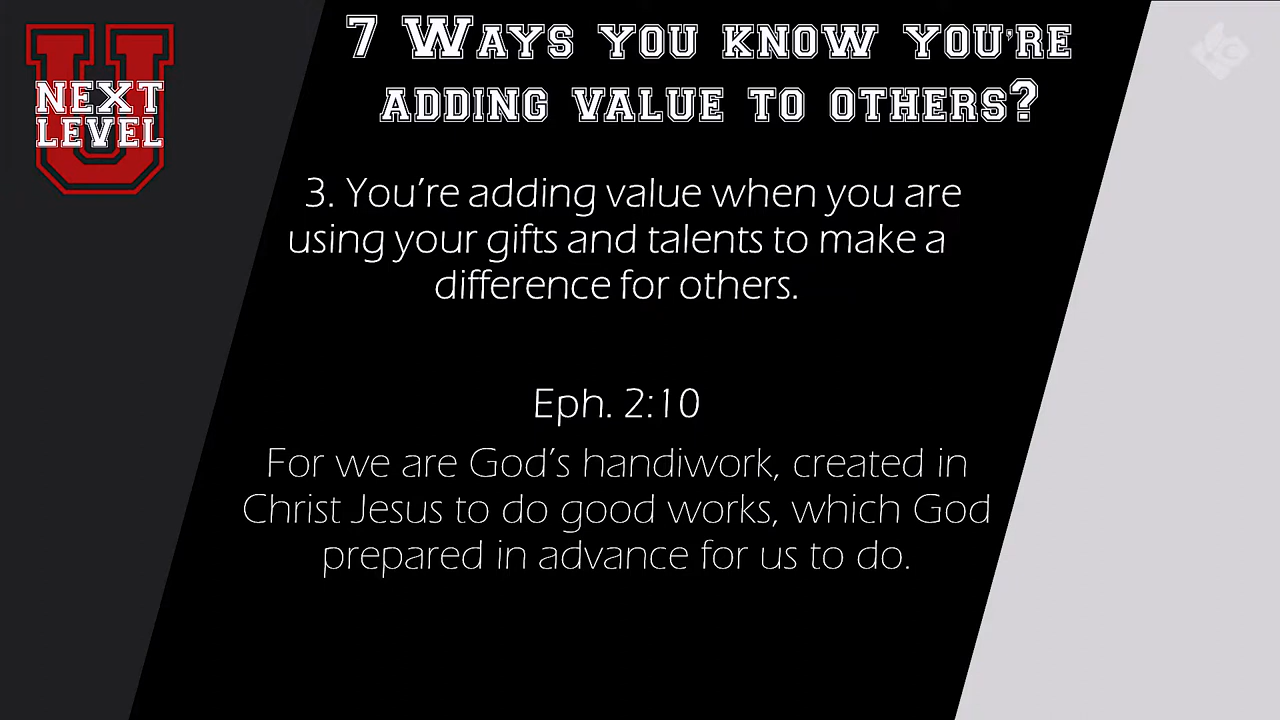 7 Ways you know you're
adding value to others?
NEXT
LEVEL
U
3. You’re adding value when you are
using your gifts and talents to make a
difference for others.
Eph. 2:10
For we are God’s handiwork, created in
Christ Jesus to do good works, which God
prepared in advance for us to do.